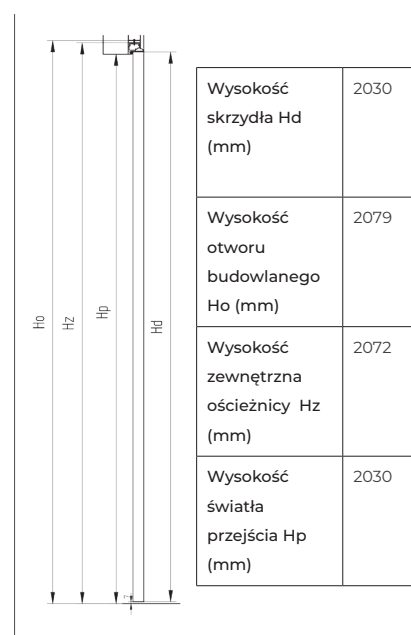 Wysokość
skrzydła Hd
(mm)
2030
Wysokość
otworu
budowlanego
Ho (mm)
2079
Wysokość
zewnętrzna
ościeżnicy Hz
(mm)
2072
Wysokość
światła
przejścia Hp
(mm)
2030
Ho
Hz
Hp
Hd